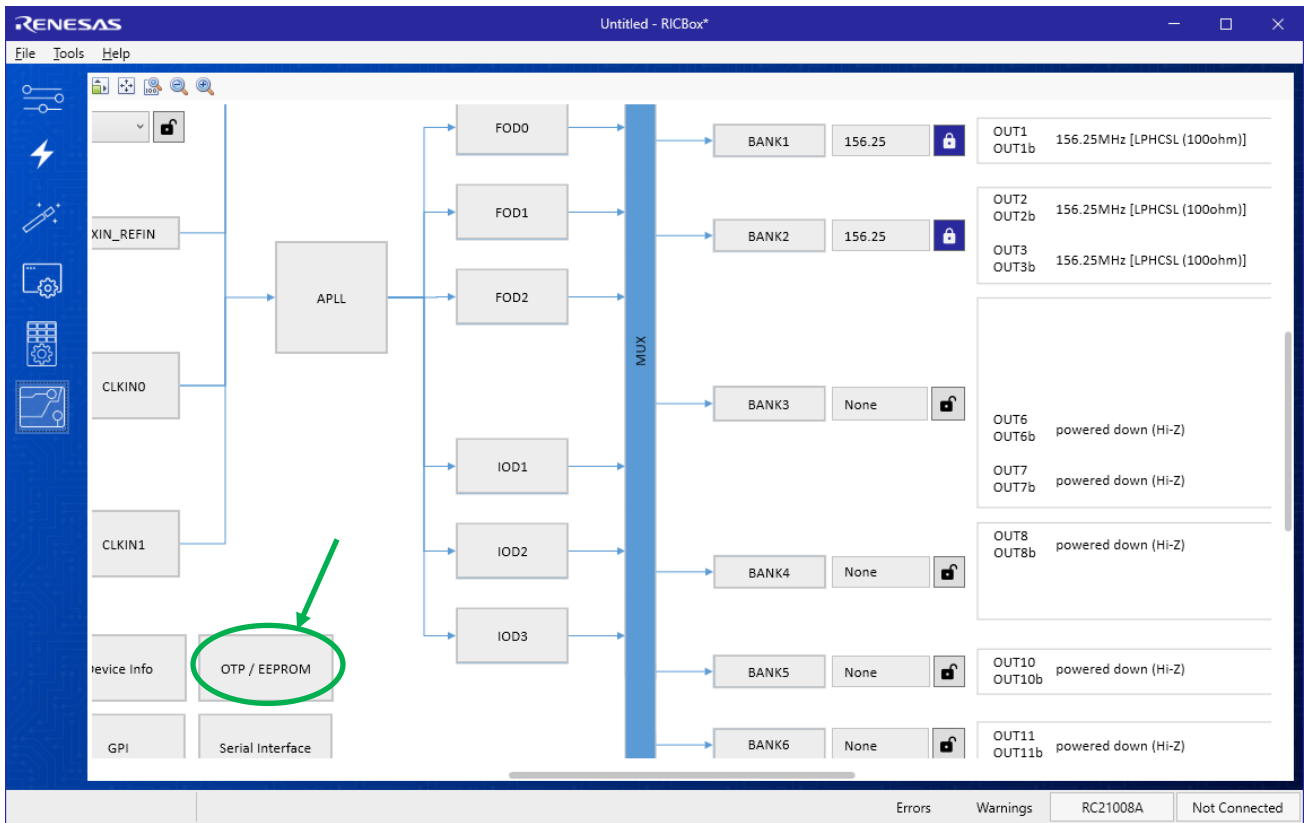 RENESAS
Untitled - RICBox*
File Tools Help
100
FOD0
BANK1 156.25
OUT1
OUT1b
156.25MHz [LPHCSL (100ohm)]
XIN_REFIN
FOD1
BANK2 156.25
OUT2
OUT2b
156.25MHz [LPHCSL (100ohm)]
OUT3
OUT3b
156.25MHz [LPHCSL (100ohm)]
APLL
FOD2
MUX
CLKIN0
BANK3 None
OUT6
OUT6b
powered down (Hi-Z)
OUT7
OUT7b
powered down (Hi-Z)
IOD1
CLKIN1
IOD2
BANK4 None
OUT8
OUT8b
powered down (Hi-Z)
IOD3
Device Info
OTP / EEPROM
BANK5 None
OUT10
OUT10b
powered down (Hi-Z)
GPI
Serial Interface
BANK6 None
OUT11
OUT11b
powered down (Hi-Z)
Errors Warnings RC21008A Not Connected